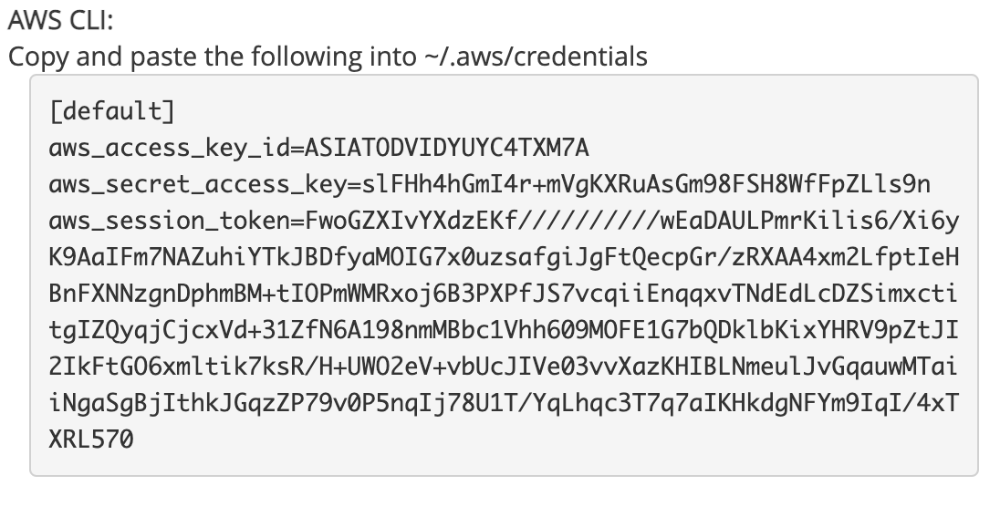 AWS CLI:
Copy and paste the following into ~/.aws/credentials
[default]
aws_access_key_id=ASIATODVIDYUYC4TXM7A
aws_secret_access_key=slFHh4hGmI4r+mVgKXRuAsGm98FSH8WfFpZLls9n
aws_session_token=FwoGZXIvYXdzEKf//////////wEaDAULPmrKilis6/Xi6y
K9AaIFm7NAZuhiYTkJBDfyaMOIG7x0uzsafgiJgFtQecpGr/zRXAA4xm2LfptIeH
BnFXNNzgnDphmBM+tIOPmWMRxoj6B3PXPfJS7vcqiiEnqqxvTNdEdLcDZSimxcti
tgIZQyqjCjcxVd+31ZfN6A198nmMBbc1Vhh609MOFE1G7bQDklbKixYHRV9pZtJI
2IkFtGO6xmltik7ksR/H+UWO2eV+vbUcJIVe03vvXazKHIBLNmeulJvGqauwMTai
iNgaSgBjIthkJGqzZP79v0P5nqIj78U1T/YqLhqc3T7q7aIKHkdgNFYm9IqI/4xT
XRL570